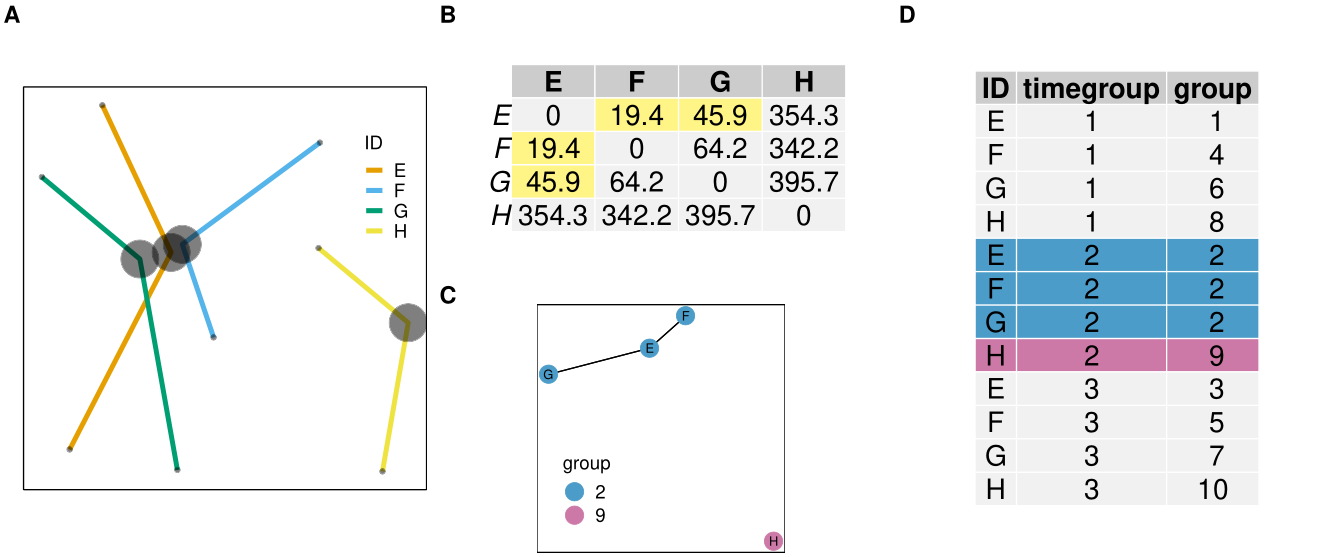 A
ID
E
F
G
H
B
E F G H
E 0 19.4 45.9 354.3
F 19.4 0 64.2 342.2
G 45.9 64.2 0 395.7
H 354.3 342.2 395.7 0
C
F
E
G
group
2
9
H
D
ID timegroup group
E 1 1
F 1 4
G 1 6
H 1 8
E 2 2
F 2 2
G 2 2
H 2 9
E 3 3
F 3 5
G 3 7
H 3 10